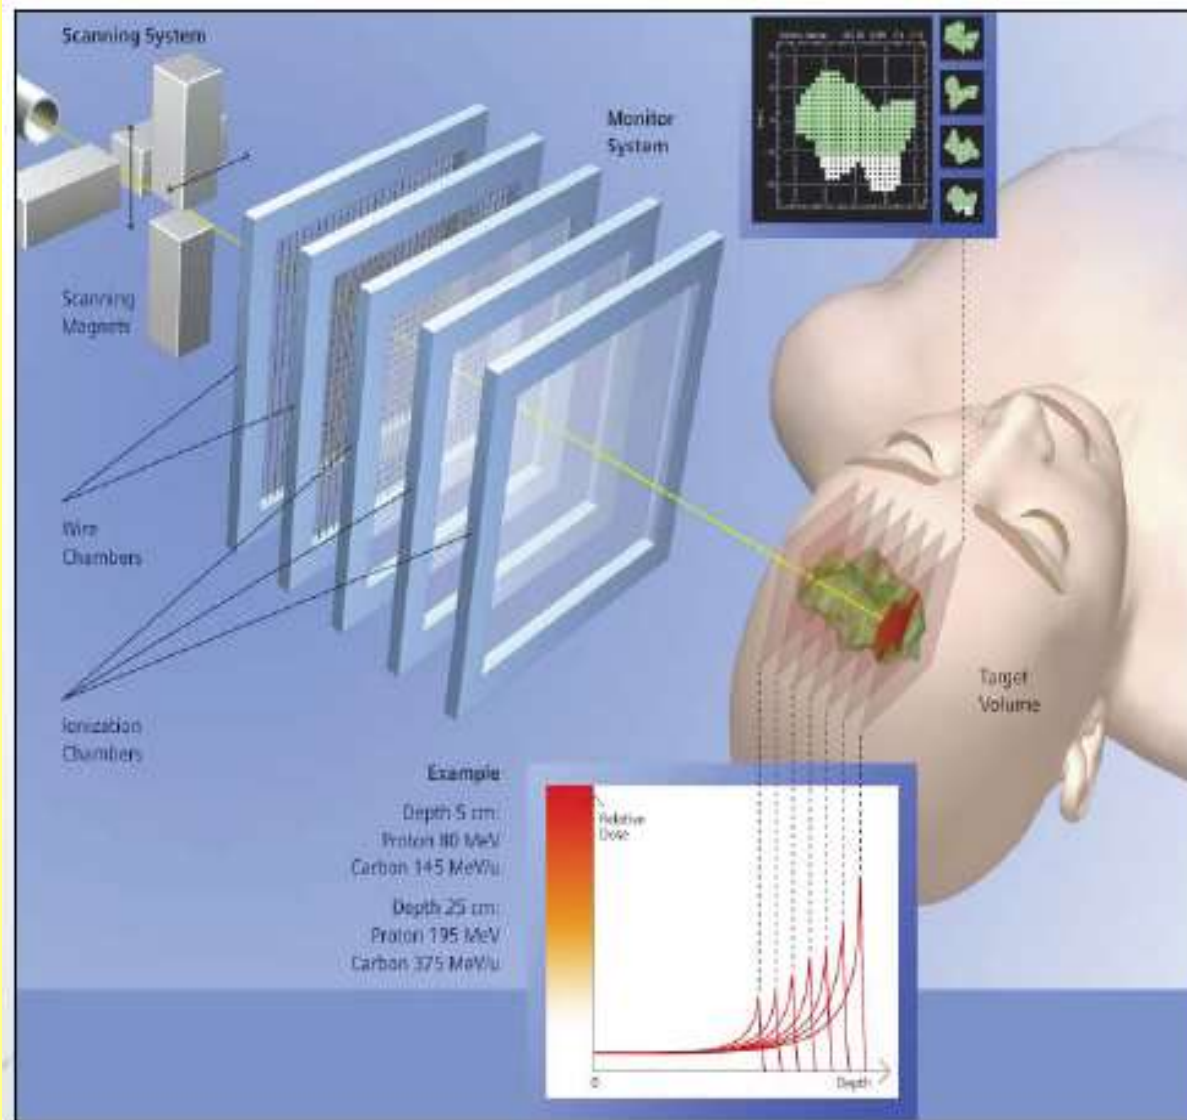 Scanning System
Monitor
System
Scanning
Magnets
Wire
Chambers
Ionization
Chambers
Target
Volume
Example
Depth 5 cm:
Proton 80 MeV
Carbon 145 MeV/u
Depth 25 cm:
Proton 195 MeV
Carbon 375 MeV/u
Relative
Dose
0
Depth